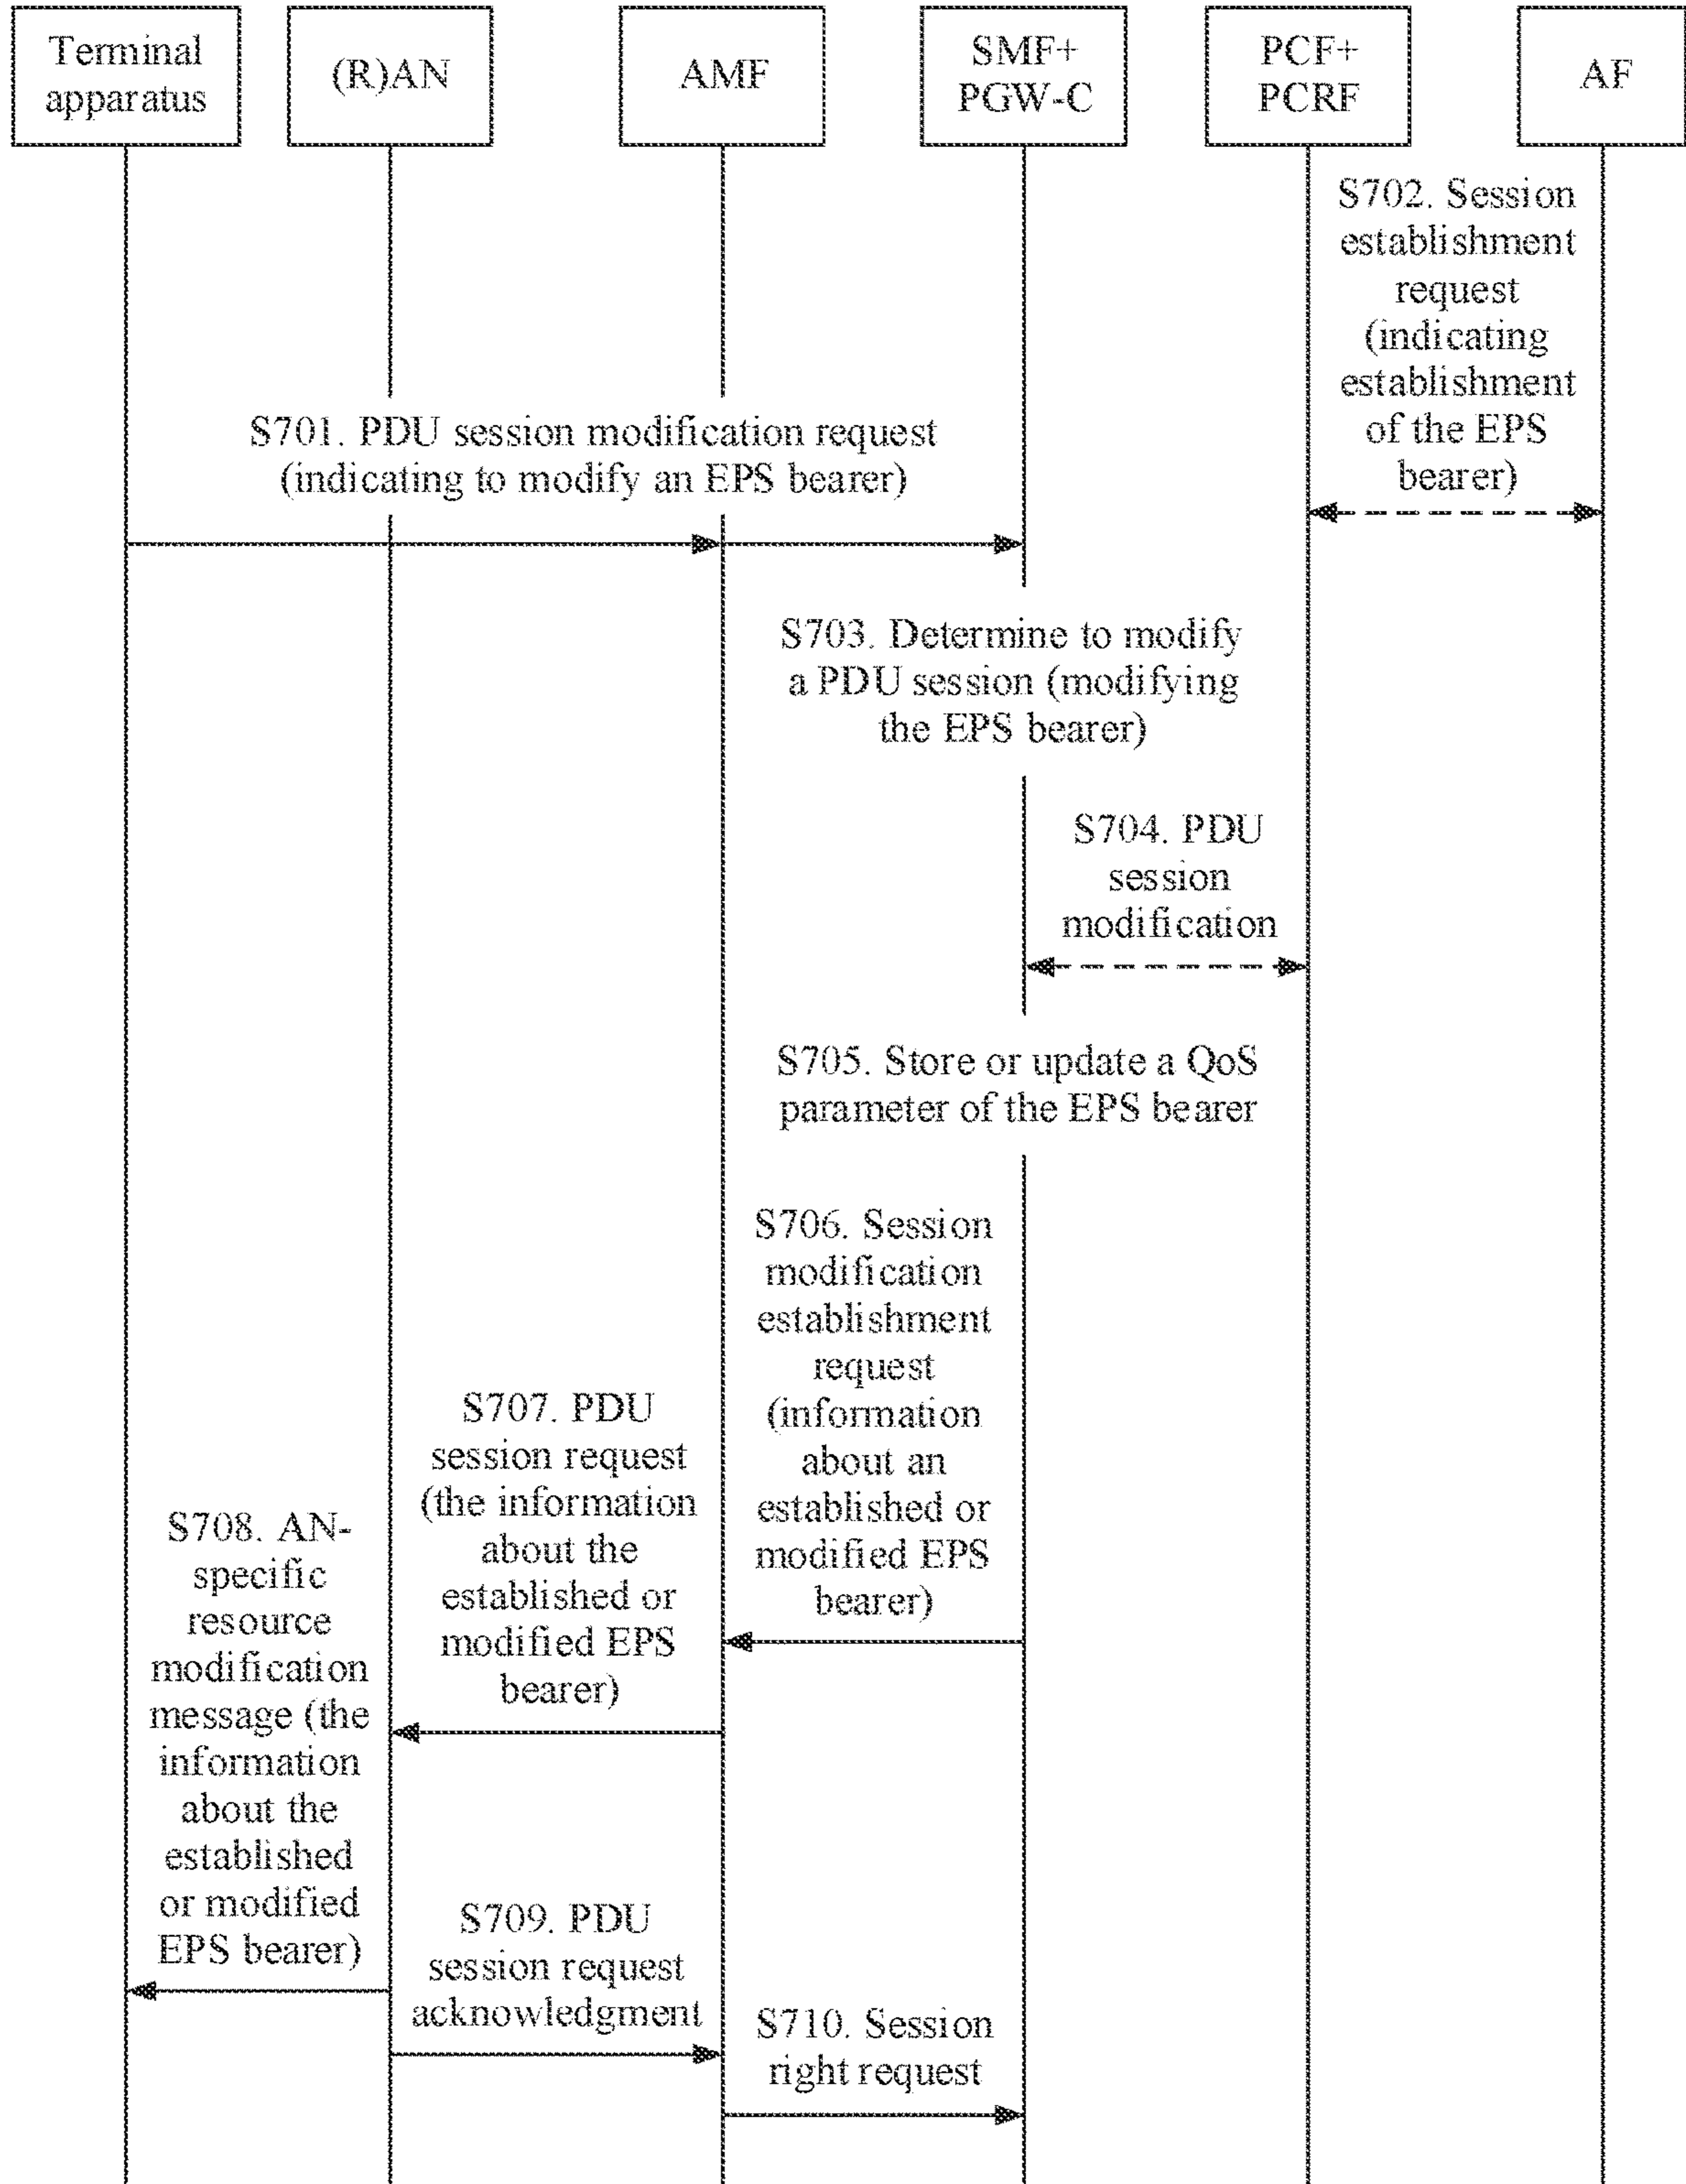 Terminal
apparatus
(R)AN
AMF
SMF+
PGW-C
PCF+
PCRF
AF
S702. Session
establishment
request
(indicating
establishment
of the EPS
bearer)
S701. PDU session modification request
(indicating to modify an EPS bearer)
S703. Determine to modify
a PDU session (modifying
the EPS bearer)
S704. PDU
session
modification
S705. Store or update a QoS
parameter of the EPS bearer
S706. Session
modification
establishment
request
(information
about an
established or
modified EPS
bearer)
S707. PDU
session request
(the information
about the
established or
modified EPS
bearer)
S708. AN-
specific
resource
modification
message (the
information
about the
established
or modified
EPS bearer)
S709. PDU
session request
acknowledgment
S710. Session
right request